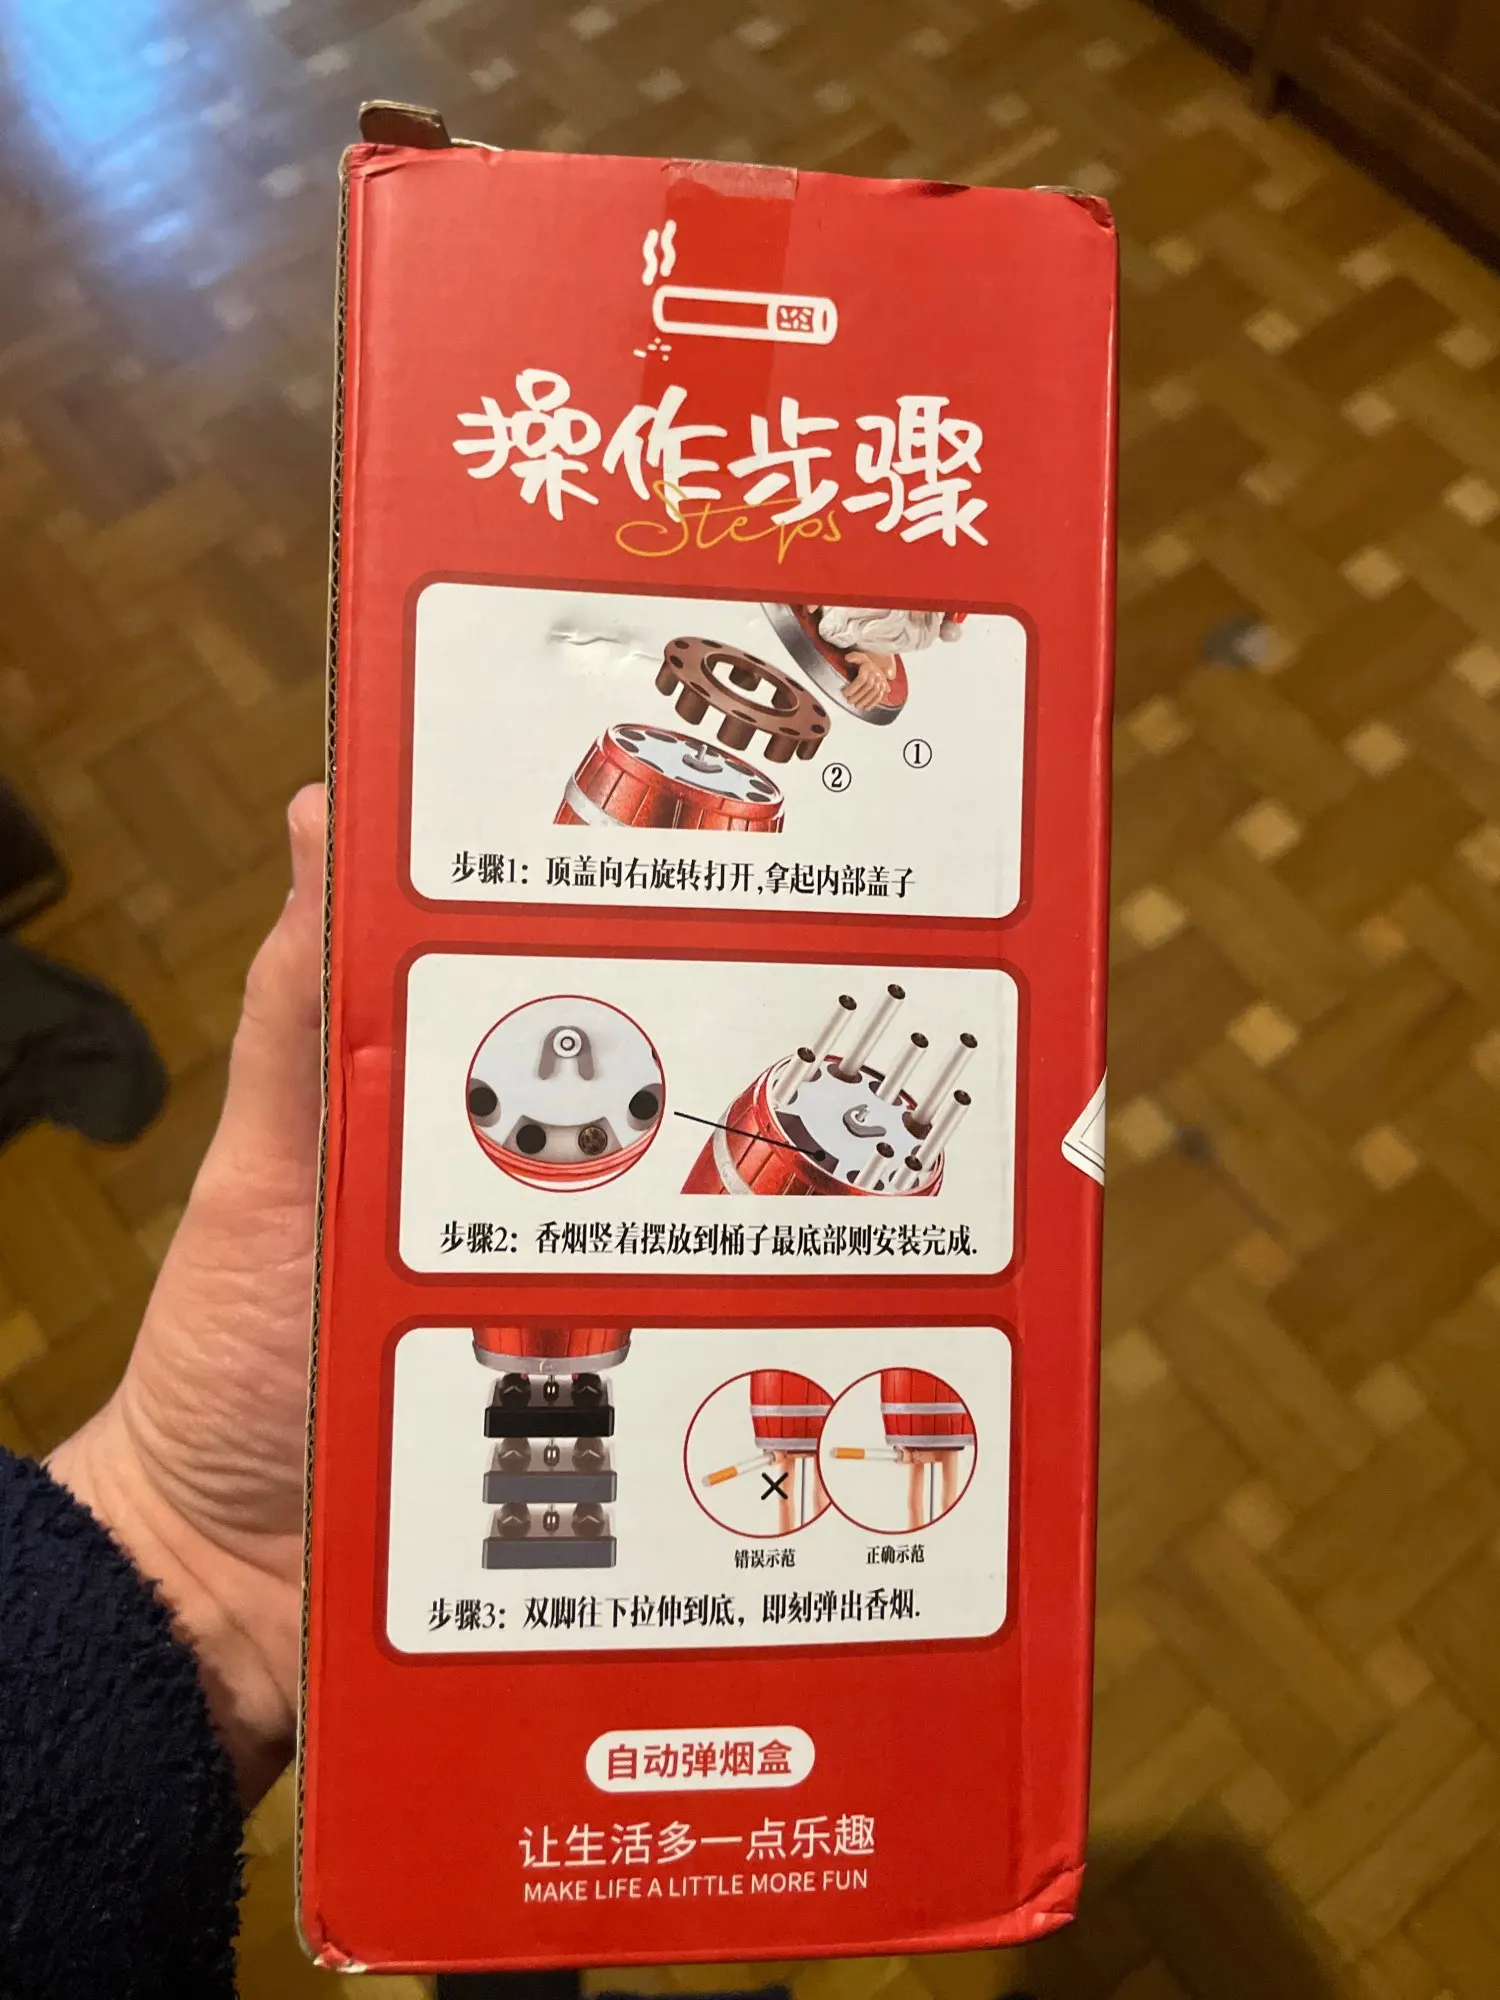 操作步骤
Steps
①
②
步骤1：顶盖向右旋转打开,拿起内部盖子
步骤2：香烟竖着摆放到桶子最底部则安装完成.
错误示范 正确示范
步骤3：双脚往下拉伸到底，即刻弹出香烟.
自动弹烟盒
让生活多一点乐趣
MAKE LIFE A LITTLE MORE FUN